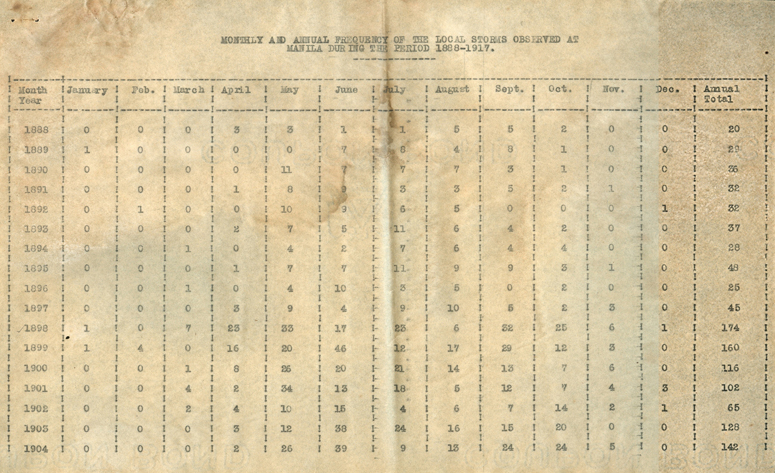 MONTHLY AND ANNUAL FREQUENCY OF THE LOCAL STORMS OBSERVED AT
MANILA DURING THE PERIOD 1888-1917.
Month January Feb. March April May June July August Sept. Oct. Nov. Dec. Annual
Year Total
1888 0 0 0 3 3 1 1 5 5 2 0 0 20
1889 1 0 0 0 0 7 8 4 8 1 0 0 29
1890 0 0 0 0 11 7 7 7 3 1 0 0 36
1891 0 0 0 1 8 9 3 3 5 2 1 0 32
1892 0 1 0 0 10 9 6 5 0 0 0 1 32
1893 0 0 0 2 7 5 11 6 4 2 0 0 37
1894 0 0 1 0 4 2 7 6 4 4 0 0 28
1895 0 0 0 1 7 7 11 9 9 3 1 0 48
1896 0 0 1 0 4 10 3 5 0 2 0 0 25
1897 0 0 0 3 9 4 9 10 5 2 3 0 45
1898 1 0 7 23 33 17 23 6 32 25 6 1 174
1899 1 4 0 16 20 46 12 17 29 12 3 0 160
1900 0 0 1 8 26 20 21 14 13 7 6 0 116
1901 0 0 4 2 34 13 18 5 12 7 4 3 102
1902 0 0 2 4 10 15 4 6 7 14 2 1 65
1903 0 0 0 3 12 38 24 16 15 20 0 0 128
1904 0 0 0 2 26 39 9 13 24 24 5 0 142